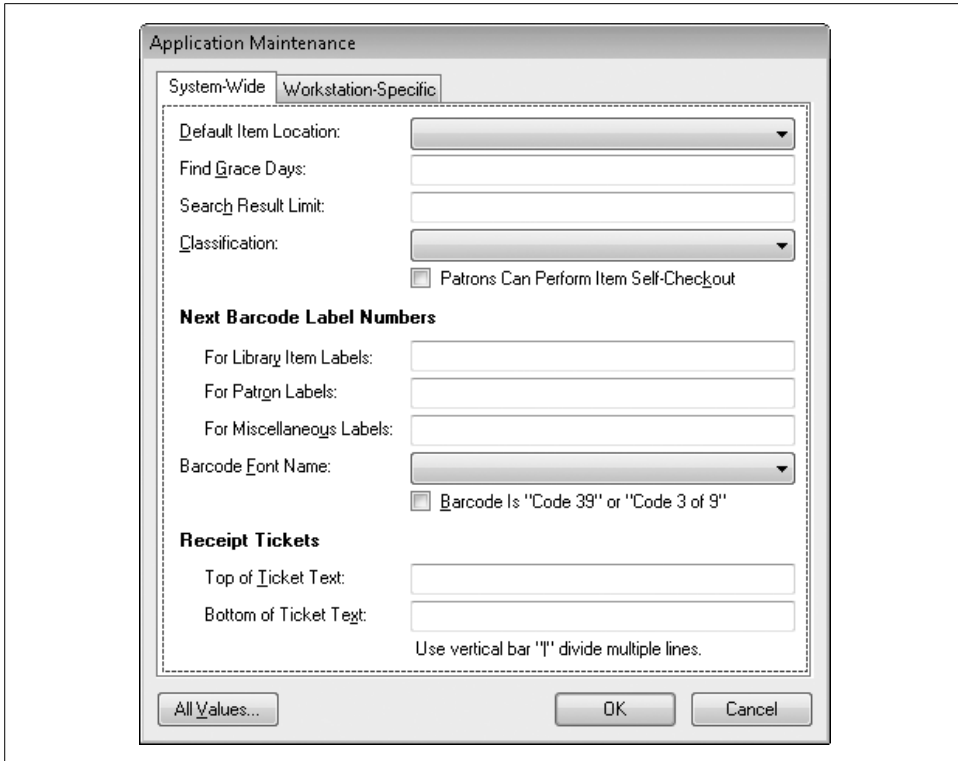 Application Maintenance
System-Wide Workstation-Specific
Default Item Location:
Find Grace Days:
Search Result Limit:
Classification:
Patrons Can Perform Item Self-Checkout
Next Barcode Label Numbers
For Library Item Labels:
For Patron Labels:
For Miscellaneous Labels:
Barcode Font Name:
Barcode Is "Code 39" or "Code 3 of 9"
Receipt Tickets
Top of Ticket Text:
Bottom of Ticket Text:
Use vertical bar "|" divide multiple lines.
All Values... OK Cancel